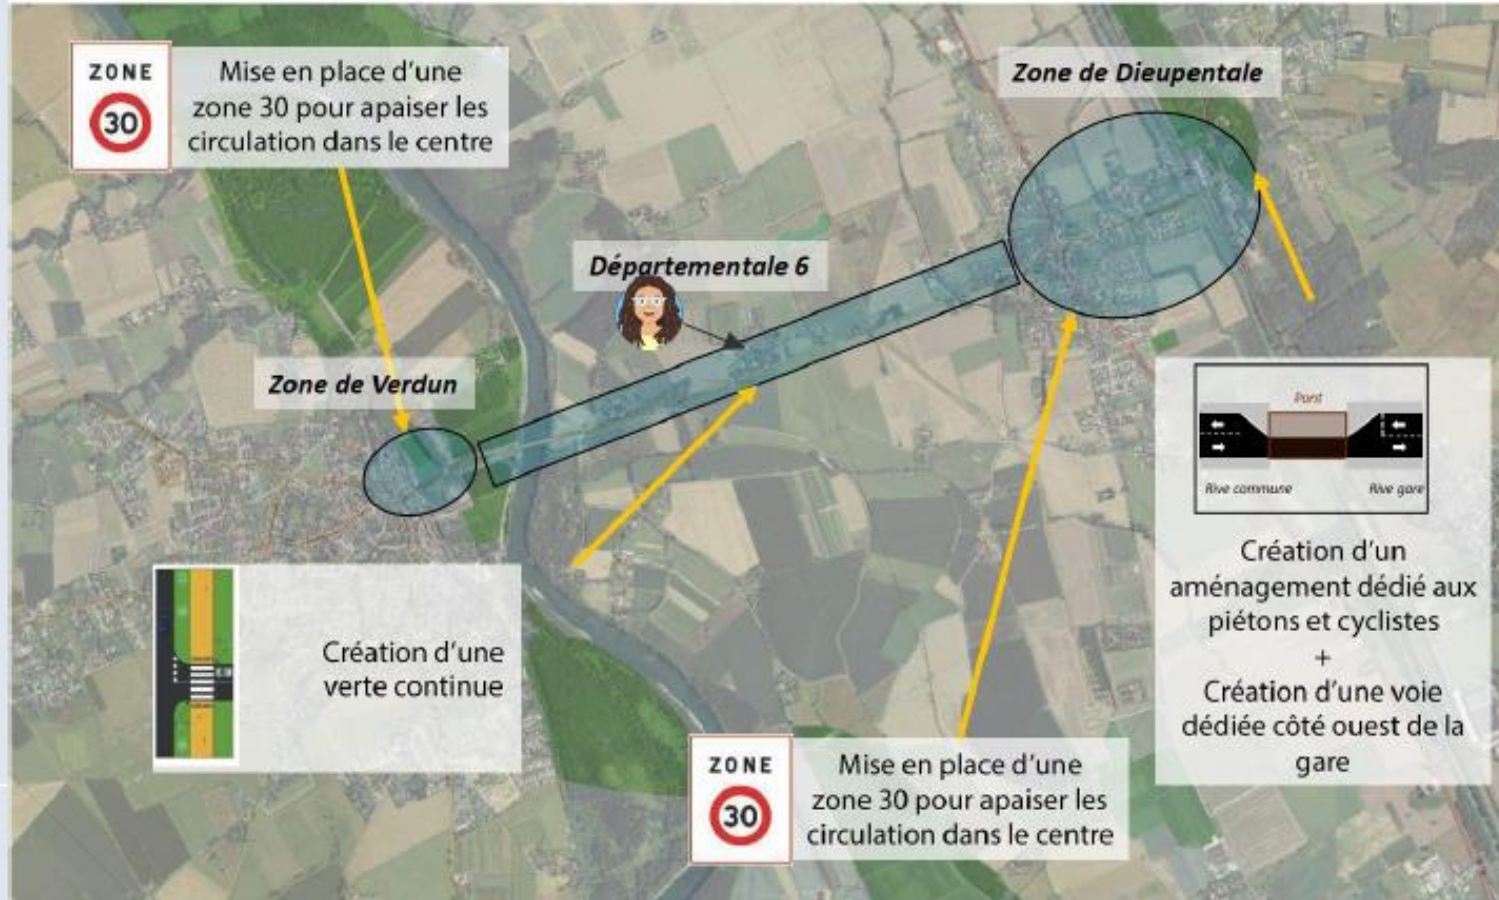 ZONE
30
Mise en place d'une
zone 30 pour apaiser les
circulation dans le centre
Zone de Dieupentale
Départementale 6
Zone de Verdun
Pont
Rive commune
Rive gare
Création d'un
aménagement dédié aux
piétons et cyclistes
+
Création d'une voie
dédiée côté ouest de la
gare
Création d'une
verte continue
ZONE
30
Mise en place d'une
zone 30 pour apaiser les
circulation dans le centre